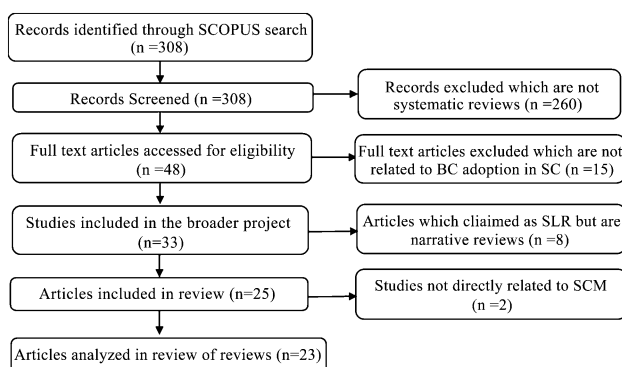 Records identified through SCOPUS search
(n =308)
Records Screened (n =308)
Records excluded which are not
systematic reviews (n =260)
Full text articles accessed for eligibility
(n =48)
Full text articles excluded which are not
related to BC adoption in SC (n =15)
Studies included in the broader project
(n=33)
Articles which cliaimed as SLR but are
narrative reviews (n =8)
Articles included in review (n=25)
Studies not directly related to SCM
(n =2)
Articles analyzed in review of reviews (n=23)